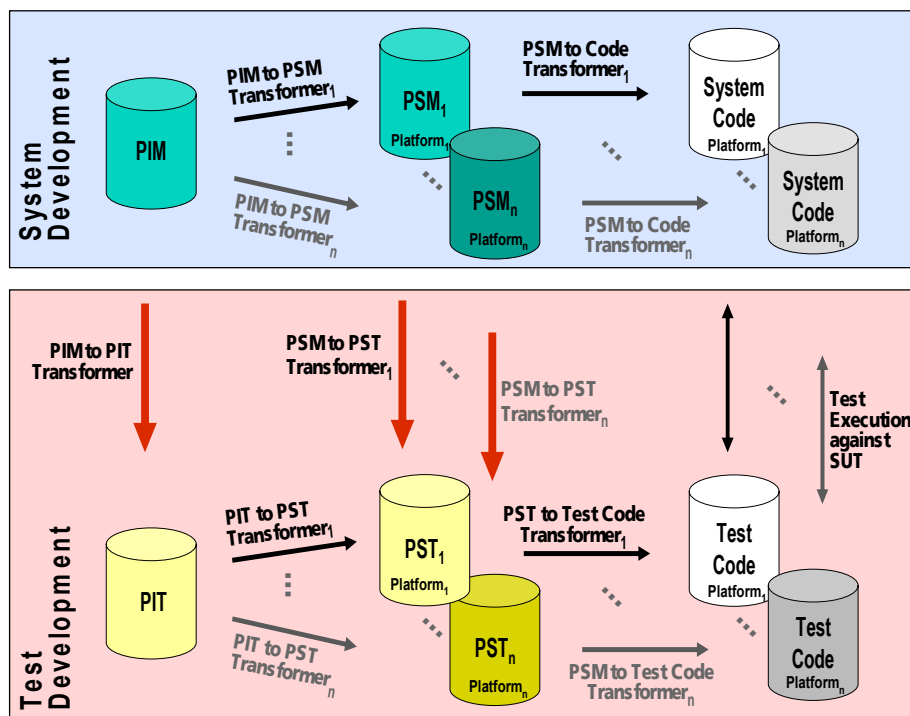 System
Development
PIM
PIM to PSM
Transformer1
PIM to PSM
Transformern
PSM1
Platform1
PSMn
Platformn
PSM to Code
Transformer1
PSM to Code
Transformern
System
Code
Platform1
System
Code
Platformn
Test
Development
PIM to PIT
Transformer
PSM to PST
Transformer1
PSM to PST
Transformern
Test
Execution
against
SUT
PIT
PIT to PST
Transformer1
PIT to PST
Transformern
PST1
Platform1
PSTn
Platformn
PST to Test Code
Transformer1
PSM to Test Code
Transformern
Test
Code
Platform1
Test
Code
Platformn